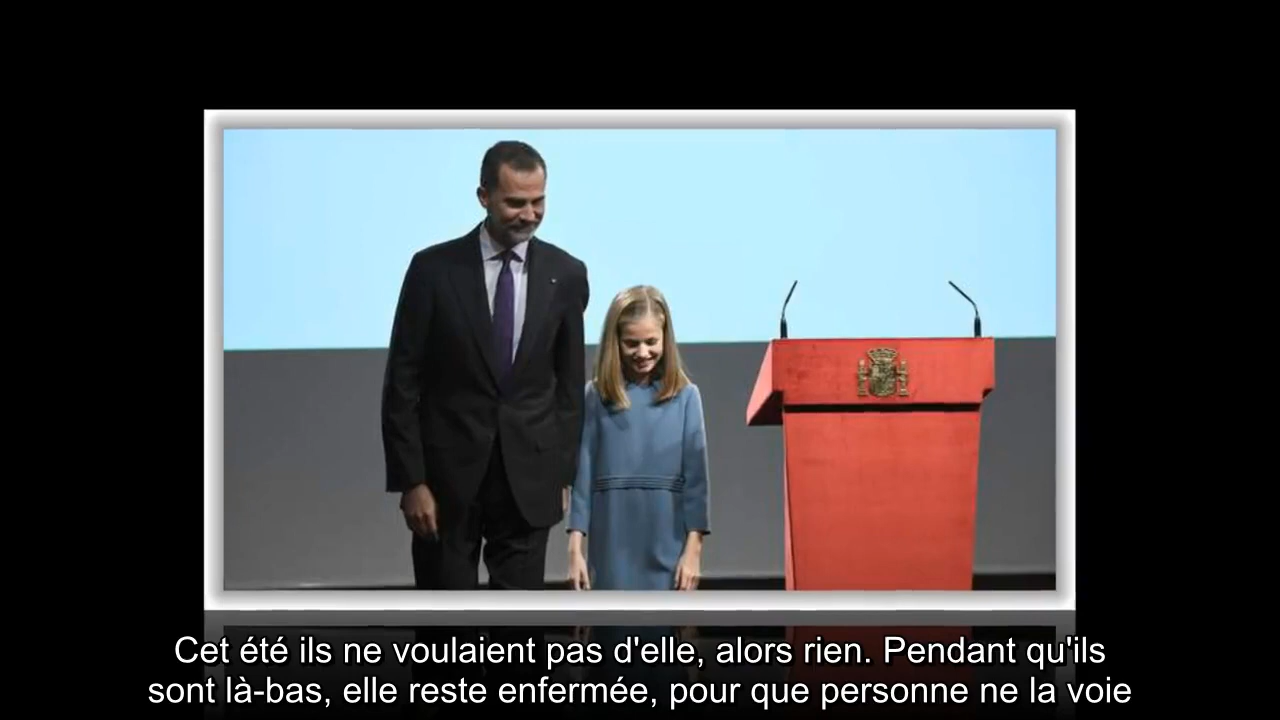 Cet été ils ne voulaient pas d'elle, alors rien. Pendant qu'ils
sont là-bas, elle reste enfermée, pour que personne ne la voie